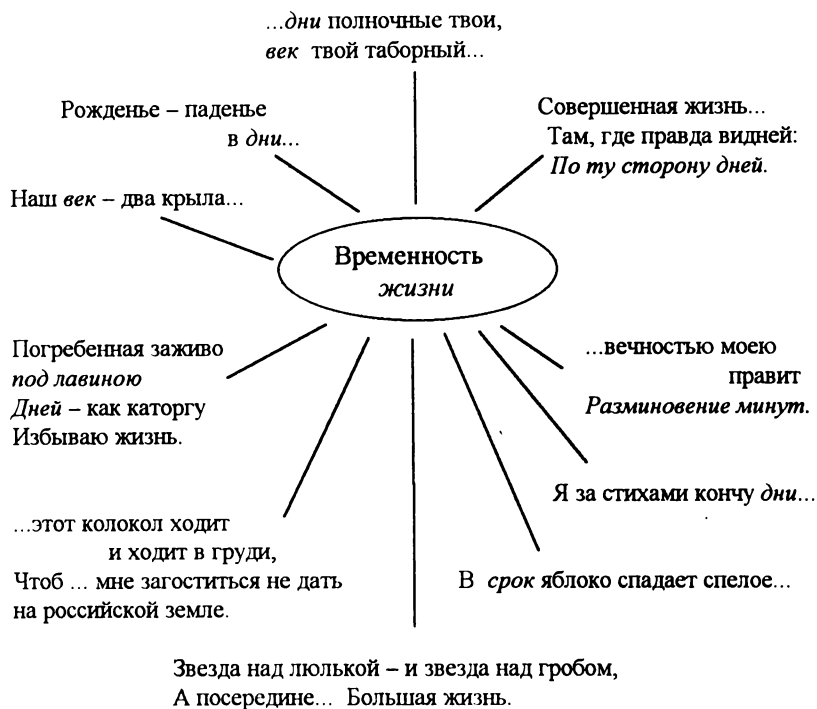 ...дни полночные твои,
век твой таборный...
Рожденье – паденье
в дни...
Совершенная жизнь...
Там, где правда видней:
По ту сторону дней.
Наш век – два крыла...
Временность
жизни
Погребенная заживо
под лавиною
Дней – как каторгу
Избываю жизнь.
...вечностью моею
правит
Разминовение минут.
Я за стихами кончу дни...
...этот колокол ходит
и ходит в груди,
Чтоб ... мне загоститься не дать
на российской земле.
В срок яблоко спадает спелое...
Звезда над люлькой – и звезда над гробом,
А посередине... Большая жизнь.